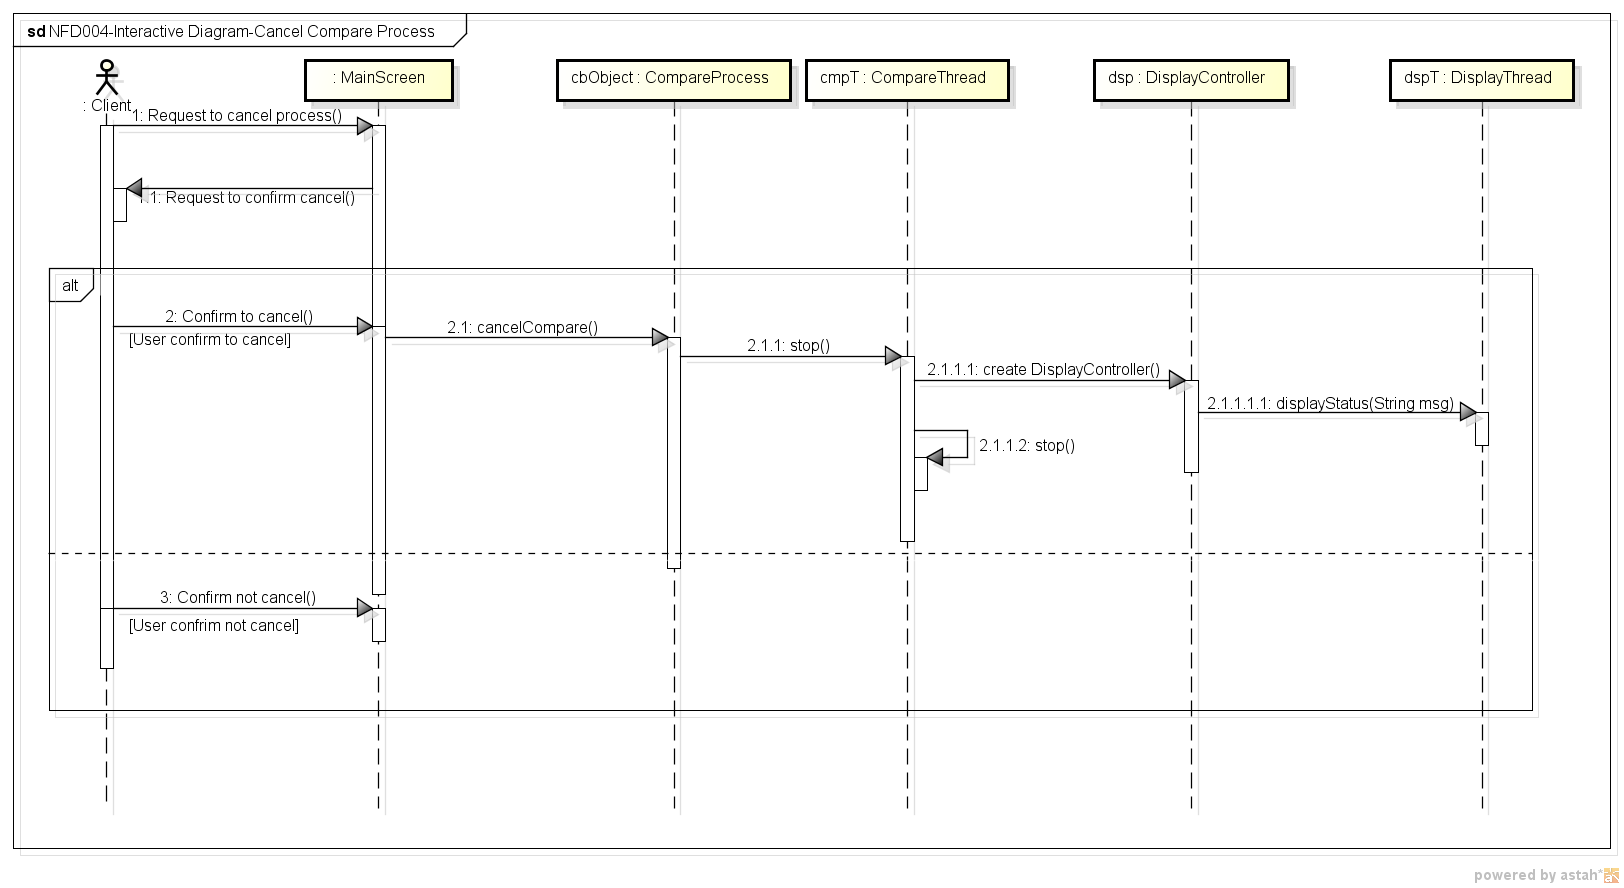 sd NFD004-Interactive Diagram-Cancel Compare Process
: Client
: MainScreen
cbObject : CompareProcess
cmpT : CompareThread
dsp : DisplayController
dspT : DisplayThread
1: Request to cancel process()
1.1: Request to confirm cancel()
alt
2: Confirm to cancel()
[User confirm to cancel]
2.1: cancelCompare()
2.1.1: stop()
2.1.1.1: create DisplayController()
2.1.1.1.1: displayStatus(String msg)
2.1.1.2: stop()
3: Confirm not cancel()
[User confrim not cancel]
powered by astah*